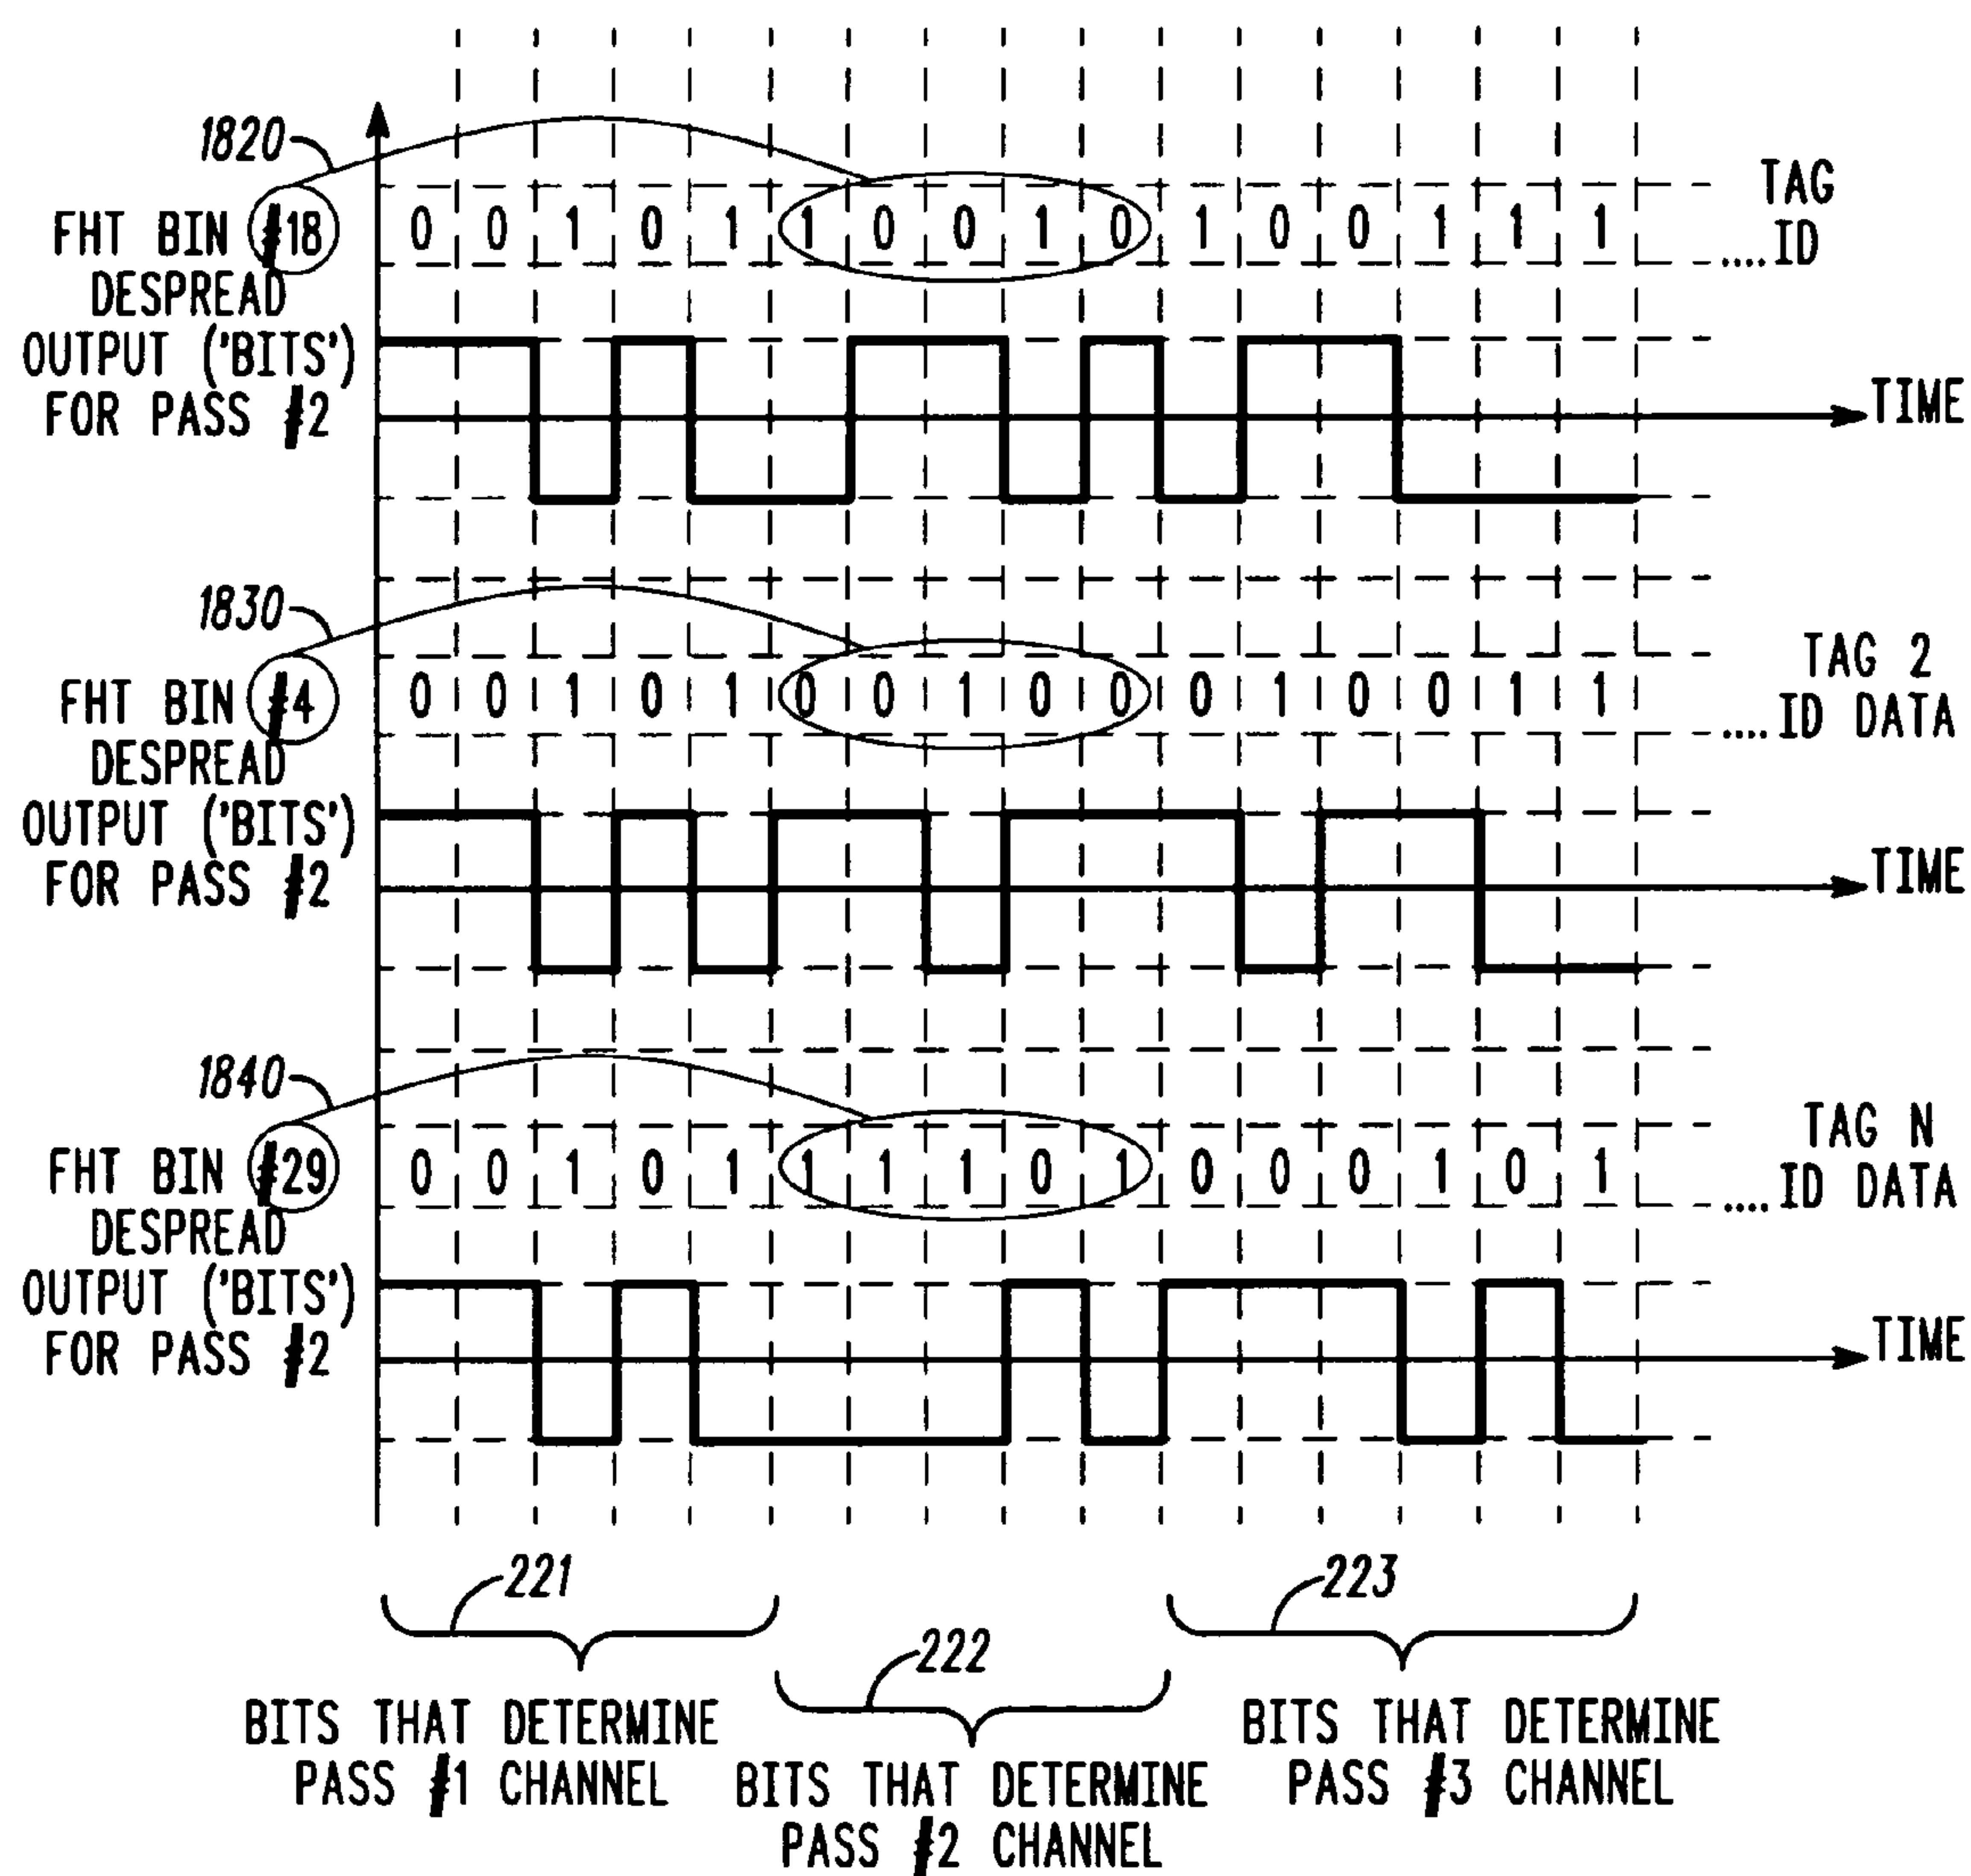 1820
FHT BIN #18
DESPREAD
OUTPUT ('BITS')
FOR PASS #2
0 0 1 0 1 1 0 0 1 0 1 0 0 1 1 1
TAG
....ID
TIME
1830
FHT BIN #4
DESPREAD
OUTPUT ('BITS')
FOR PASS #2
0 0 1 0 1 0 0 1 0 0 0 1 0 0 1 1
TAG 2
....ID DATA
TIME
1840
FHT BIN #29
DESPREAD
OUTPUT ('BITS')
FOR PASS #2
0 0 1 0 1 1 1 1 0 1 0 0 0 1 0 1
TAG N
....ID DATA
TIME
221
BITS THAT DETERMINE
PASS #1 CHANNEL
222
BITS THAT DETERMINE
PASS #2 CHANNEL
223
BITS THAT DETERMINE
PASS #3 CHANNEL